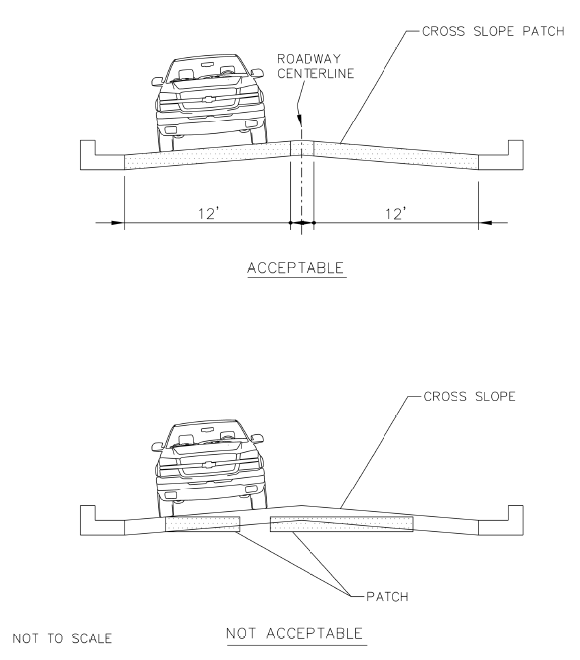 CROSS SLOPE PATCH
ROADWAY
CENTERLINE
12' 12'
ACCEPTABLE
CROSS SLOPE
PATCH
NOT ACCEPTABLE
NOT TO SCALE